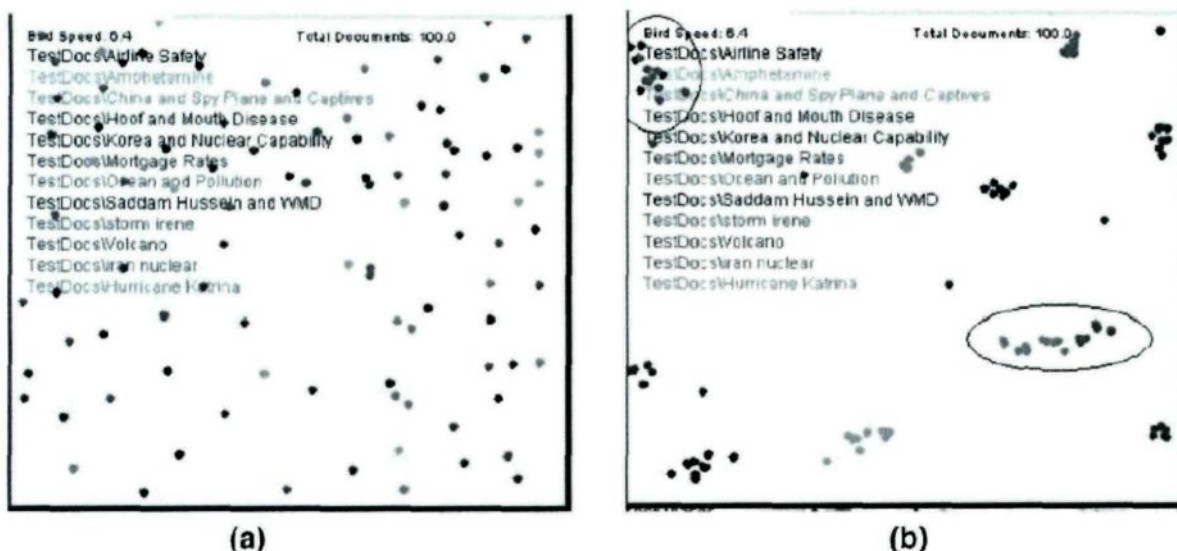 Bird Speed: 6.4 Total Documents: 100.0
TestDocs\Airline Safety
TestDocs\Amphetamine
TestDocs\China and Spy Plane and Captives
TestDocs\Hoof and Mouth Disease
TestDocs\Korea and Nuclear Capability
TestDocs\Mortgage Rates
TestDocs\Ocean and Pollution
TestDocs\Saddam Hussein and WMD
TestDocs\storm irene
TestDocs\Volcano
TestDocs\iran nuclear
TestDocs\Hurricane Katrina
(a)
Bird Speed: 6.4 Total Documents: 100.0
TestDocs\Airline Safety
TestDocs\Amphetamine
TestDocs\China and Spy Plane and Captives
TestDocs\Hoof and Mouth Disease
TestDocs\Korea and Nuclear Capability
TestDocs\Mortgage Rates
TestDocs\Ocean and Pollution
TestDocs\Saddam Hussein and WMD
TestDocs\storm irene
TestDocs\Volcano
TestDocs\iran nuclear
TestDocs\Hurricane Katrina
(b)